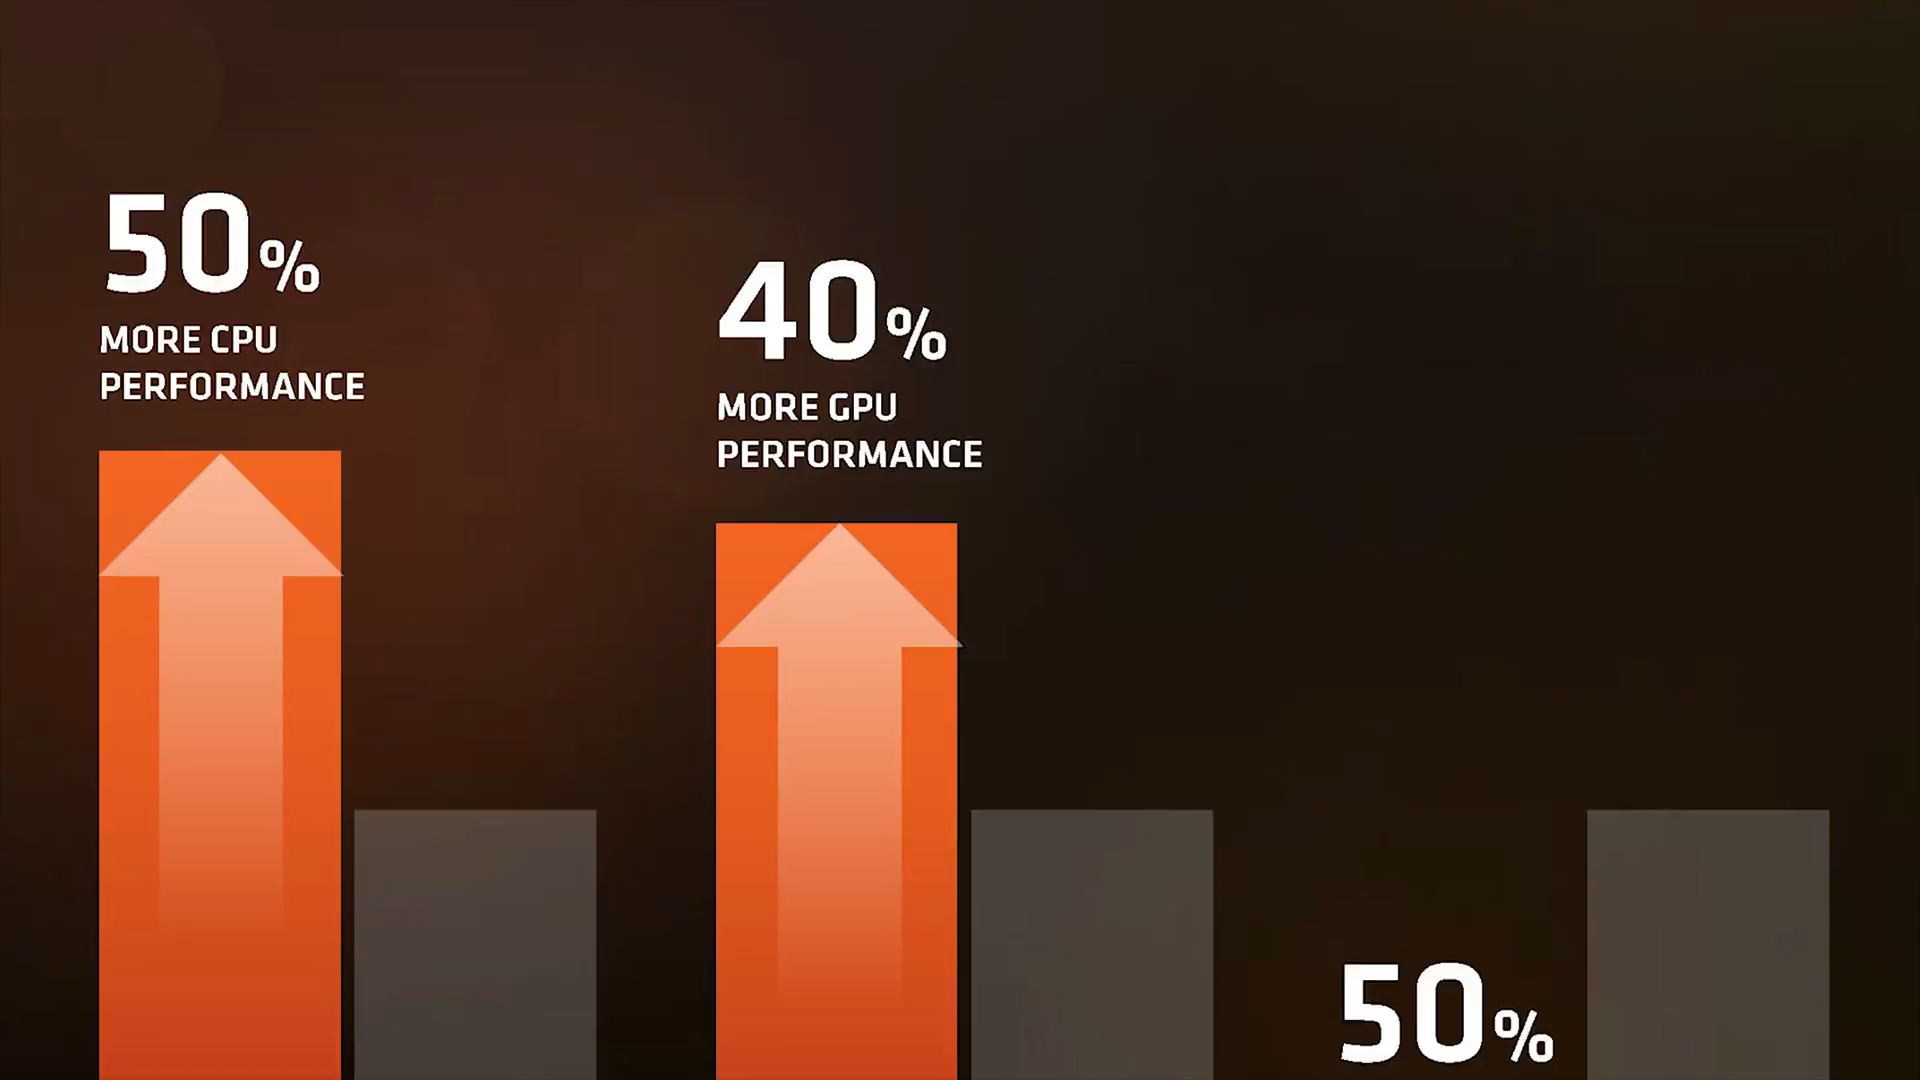 50%
MORE CPU
PERFORMANCE
40%
MORE GPU
PERFORMANCE
50%